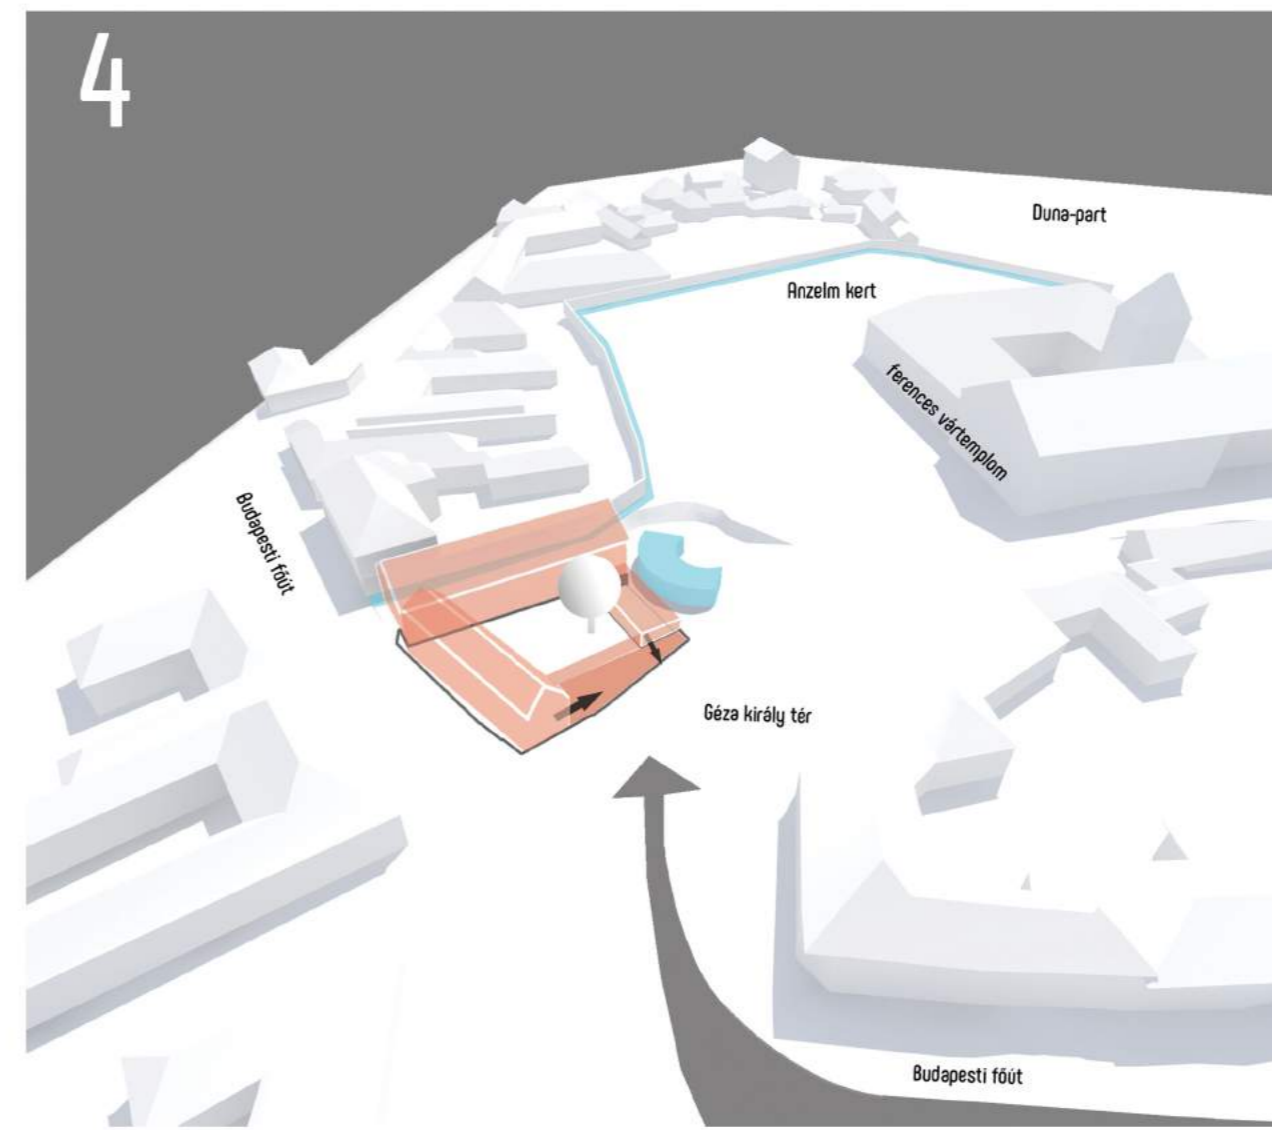 4
Duna-part
Anzelm kert
ferences vártemplom
Budapesti főút
Géza király tér
Budapesti főút